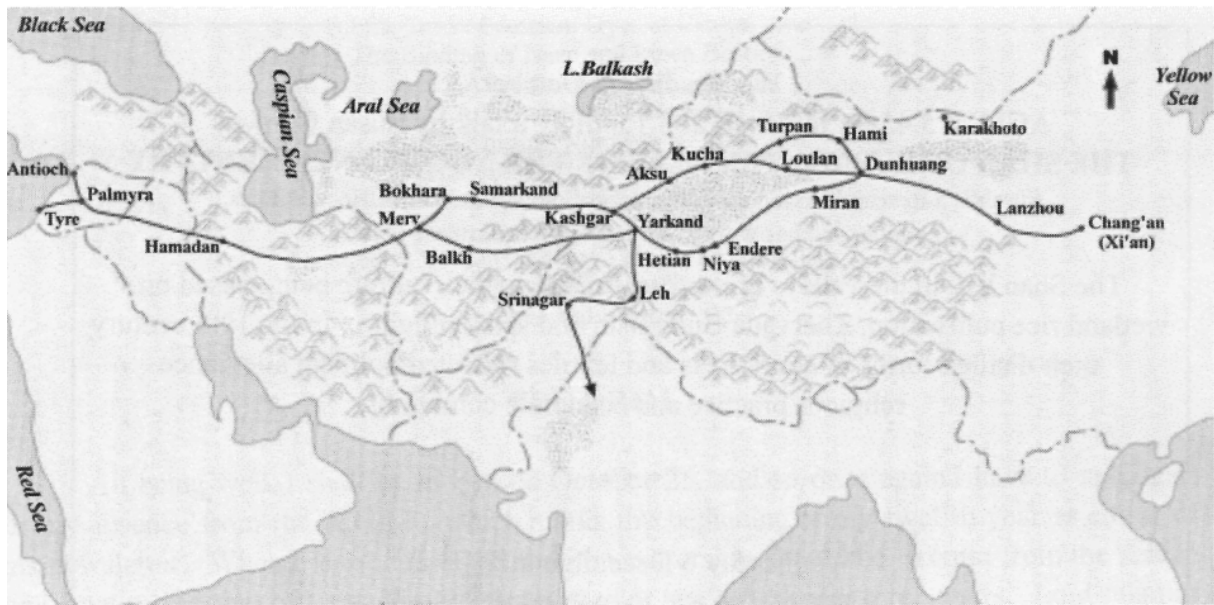 Black Sea
Caspian Sea
Aral Sea
L.Balkash
N
Yellow
Sea
Karakhoto
Turpan
Hami
Kucha
Loulan
Dunhuang
Antioch
Aksu
Palmyra
Bokhara
Samarkand
Miran
Tyre
Merv
Kashgar
Yarkand
Lanzhou
Chang'an
(Xi'an)
Hamadan
Balkh
Hetian
Endere
Niya
Srinagar
Leh
Red Sea